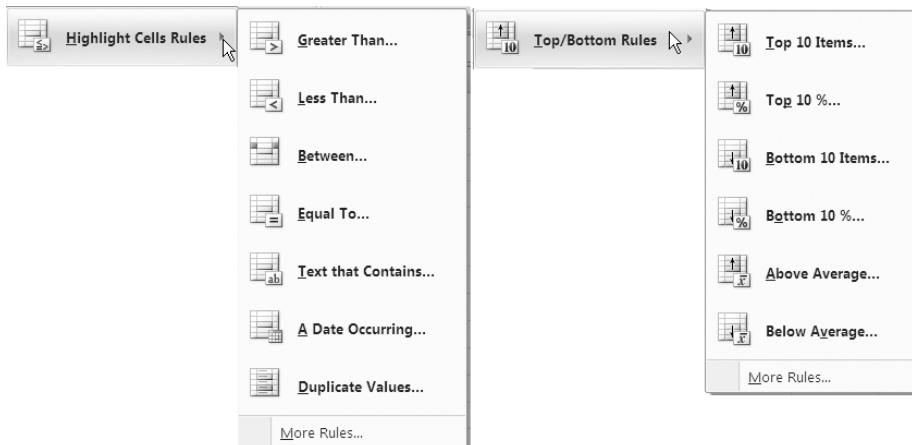 Highlight Cells Rules
Greater Than...
Less Than...
Between...
Equal To...
Text that Contains...
A Date Occurring...
Duplicate Values...
More Rules...
Top/Bottom Rules
Top 10 Items...
Top 10 %...
Bottom 10 Items...
Bottom 10 %...
Above Average...
Below Average...
More Rules...